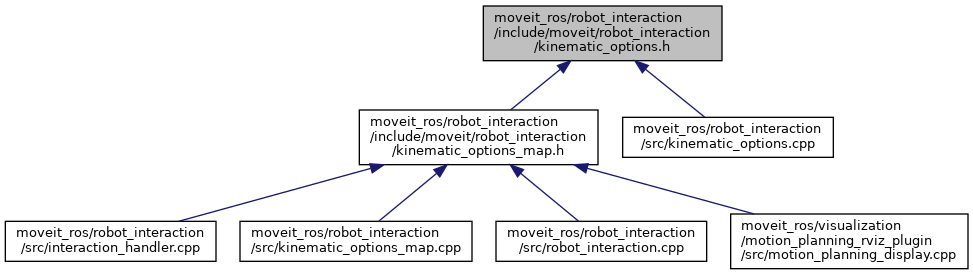 moveit_ros/robot_interaction
/include/moveit/robot_interaction
/kinematic_options.h
moveit_ros/robot_interaction
/include/moveit/robot_interaction
/kinematic_options_map.h
moveit_ros/robot_interaction
/src/kinematic_options.cpp
moveit_ros/robot_interaction
/src/interaction_handler.cpp
moveit_ros/robot_interaction
/src/kinematic_options_map.cpp
moveit_ros/robot_interaction
/src/robot_interaction.cpp
moveit_ros/visualization
/motion_planning_rviz_plugin
/src/motion_planning_display.cpp